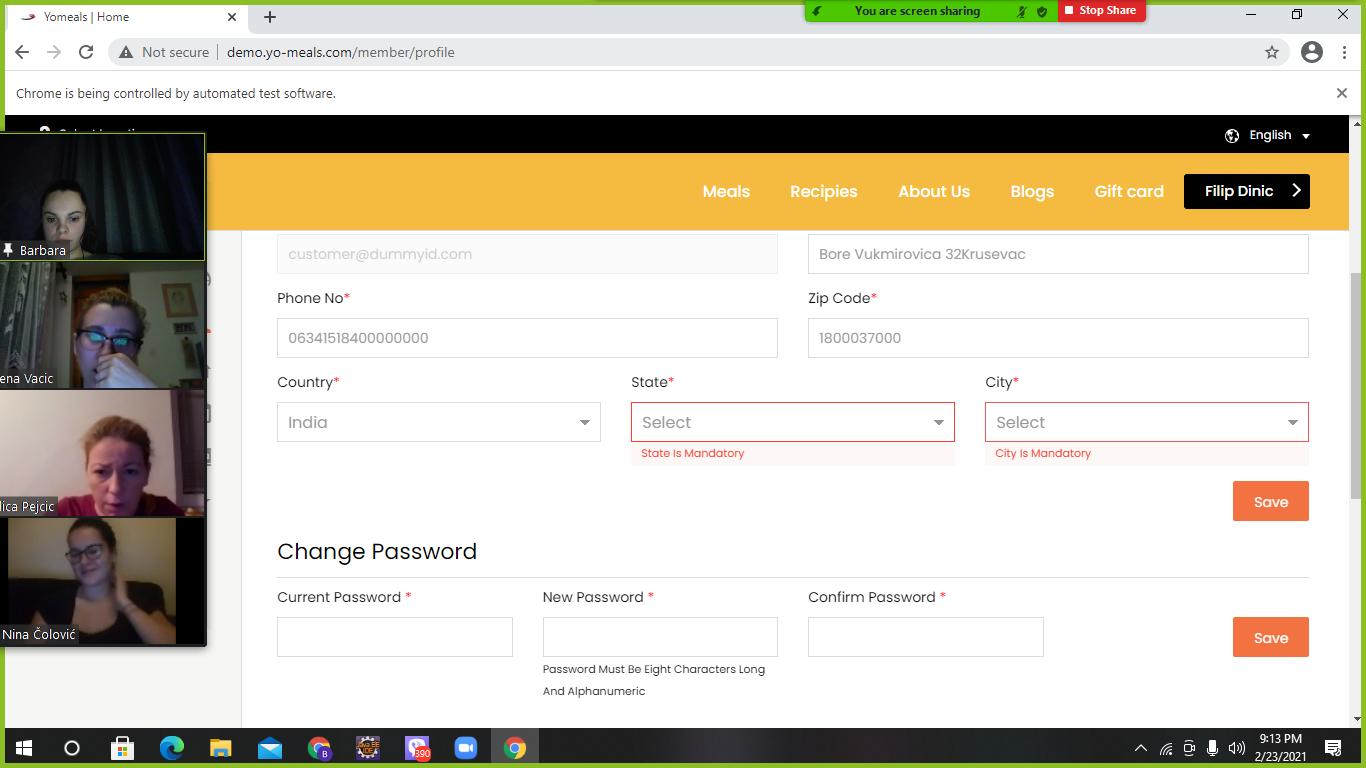 Yomeals | Home
You are screen sharing
Stop Share
Not secure
demo.yo-meals.com/member/profile
Chrome is being controlled by automated test software.
English
Meals
Recipies
About Us
Blogs
Gift card
Filip Dinic
Barbara
ena Vacic
lica Pejcic
Nina Čolović
customer@dummyid.com
Bore Vukmirovica 32Krusevac
Phone No*
Zip Code*
06341518400000000
1800037000
Country*
State*
City*
India
Select
Select
State Is Mandatory
City Is Mandatory
Save
Change Password
Current Password *
New Password *
Confirm Password *
Save
Password Must Be Eight Characters Long
And Alphanumeric
B
Java EE
IDE
390
9:13 PM
2/23/2021